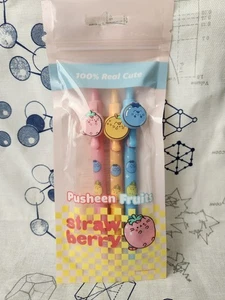 100% Real Cute
Pusheen Fruits
straw
berry